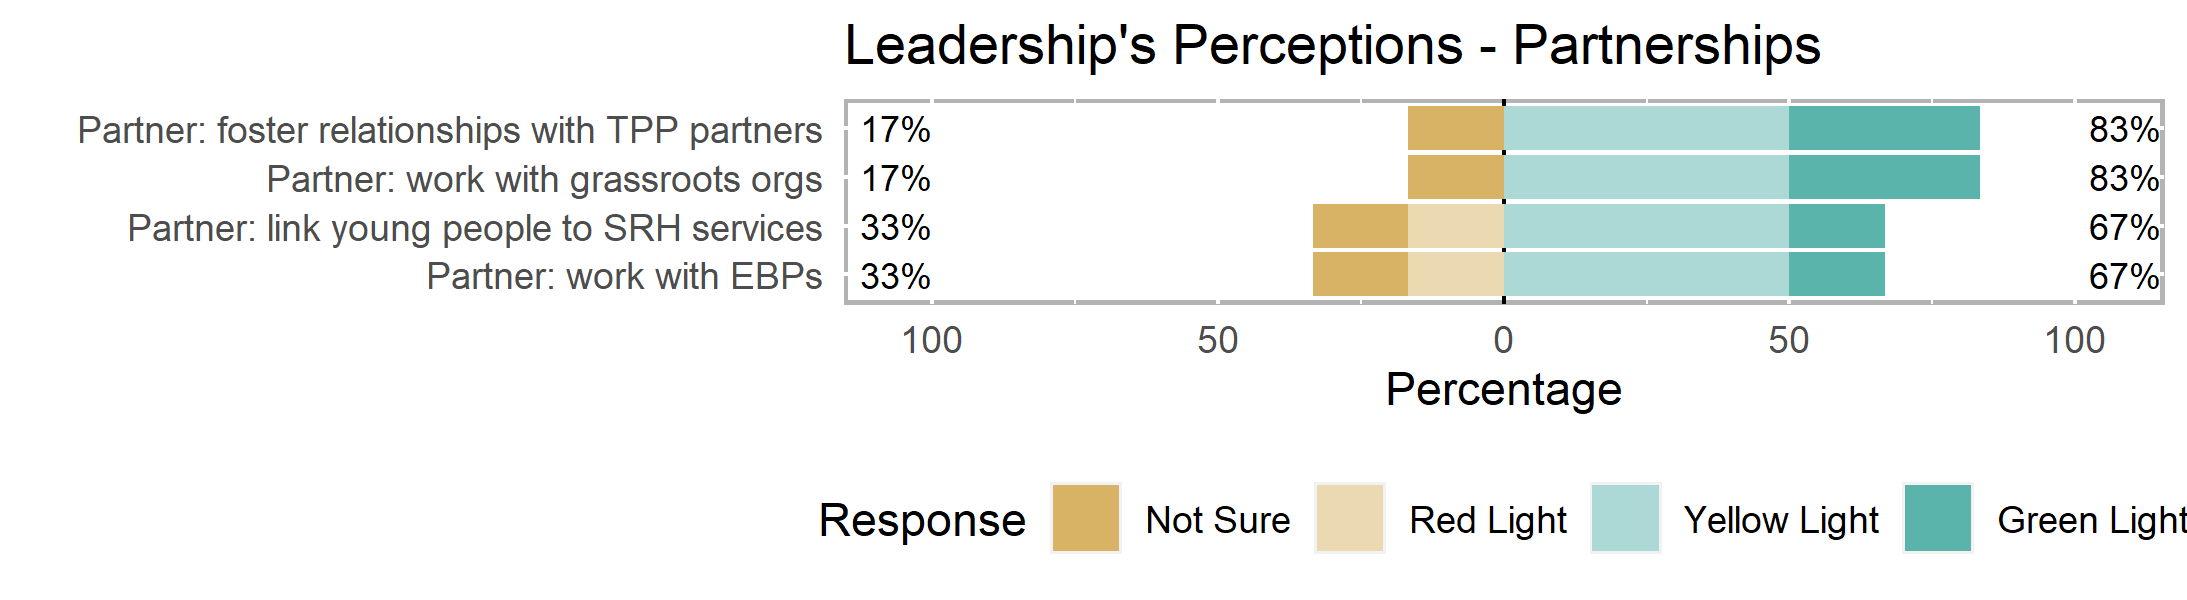 Leadership's Perceptions - Partnerships
Partner: foster relationships with TPP partners 17% 83%
Partner: work with grassroots orgs 17% 83%
Partner: link young people to SRH services 33% 67%
Partner: work with EBPs 33% 67%
100 50 0 50 100
Percentage
Response Not Sure Red Light Yellow Light Green Light